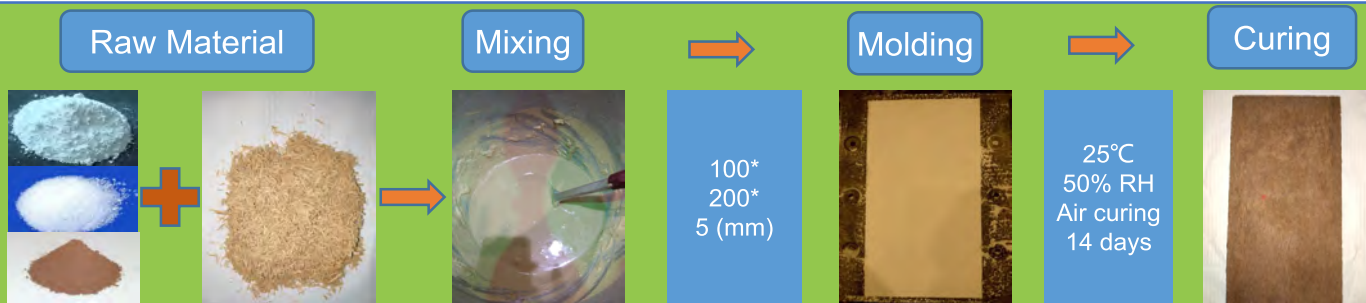 Raw Material
Mixing
Molding
Curing
100*
200*
5 (mm)
25℃
50% RH
Air curing
14 days